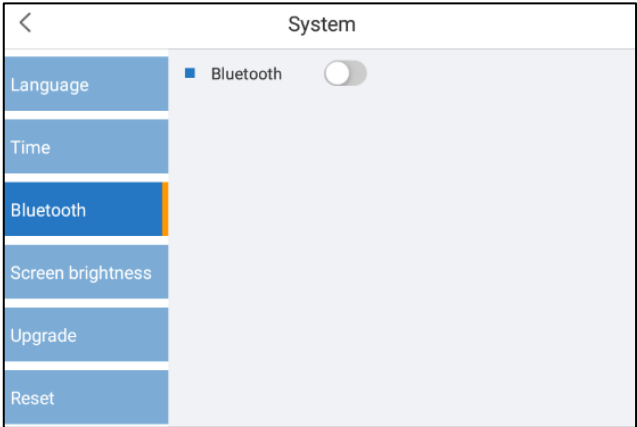 System
Language
Bluetooth
Time
Bluetooth
Screen brightness
Upgrade
Reset